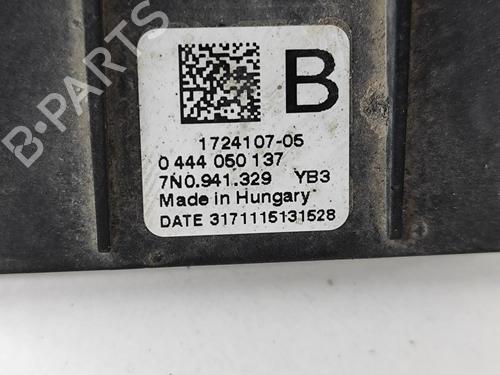 B-PARTS
B
1724107-05
0 444 050 137
7N0.941.329 YB3
Made in Hungary
DATE 3171115131528